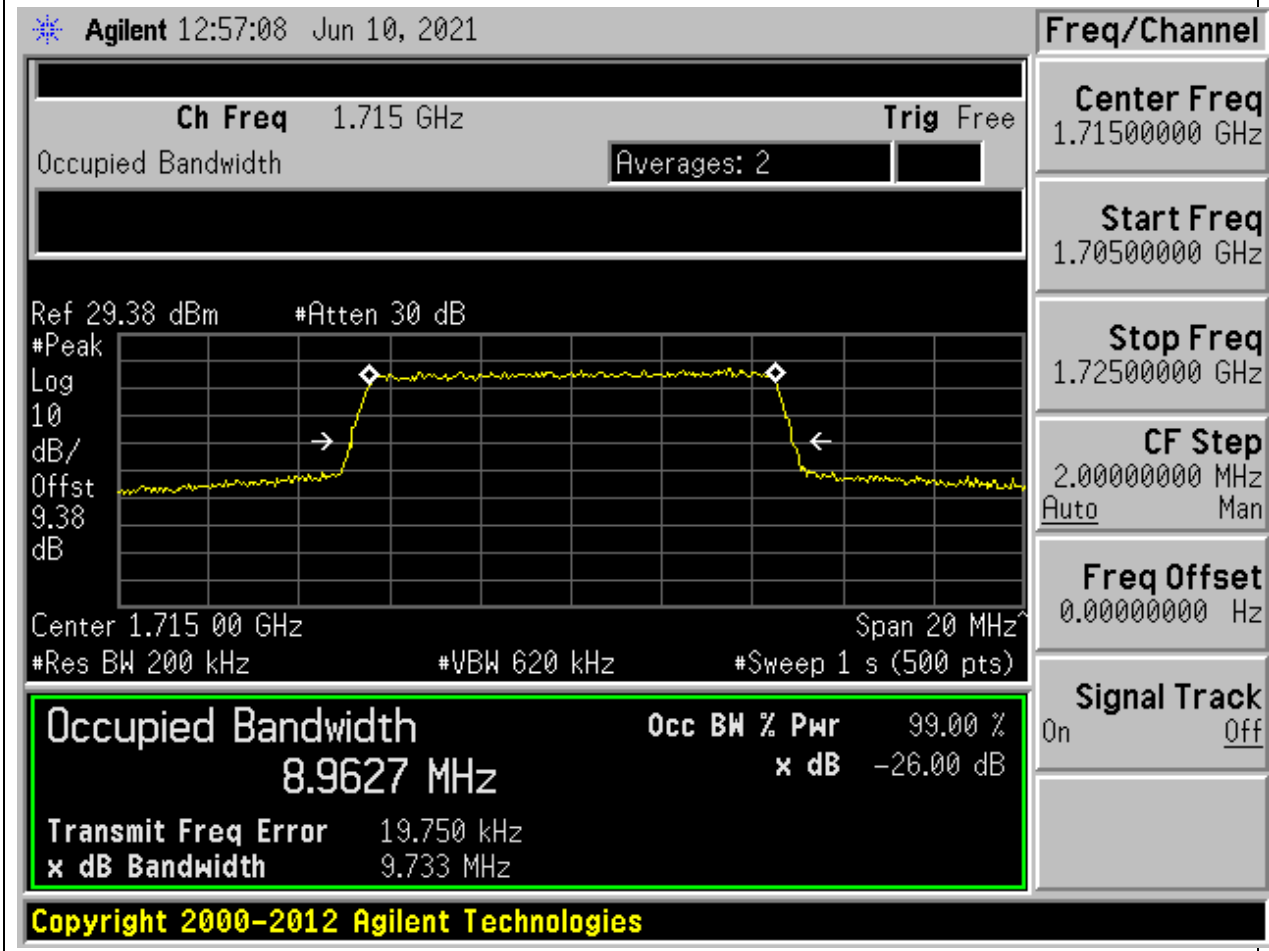 Agilent 12:57:08 Jun 10, 2021
Freq/Channel
Ch Freq 1.715 GHz Trig Free
Occupied Bandwidth Averages: 2
Ref 29.38 dBm #Atten 30 dB
#Peak
Log
10
dB/
Offst
9.38
dB
Center 1.715 00 GHz Span 20 MHz^
#Res BW 200 kHz #VBW 620 kHz #Sweep 1 s (500 pts)
Occupied Bandwidth Occ BW % Pwr 99.00 %
8.9627 MHz x dB -26.00 dB
Transmit Freq Error 19.750 kHz
x dB Bandwidth 9.733 MHz
Copyright 2000-2012 Agilent Technologies
Center Freq
1.71500000 GHz
Start Freq
1.70500000 GHz
Stop Freq
1.72500000 GHz
CF Step
2.00000000 MHz
Auto Man
Freq Offset
0.00000000 Hz
Signal Track
On Off